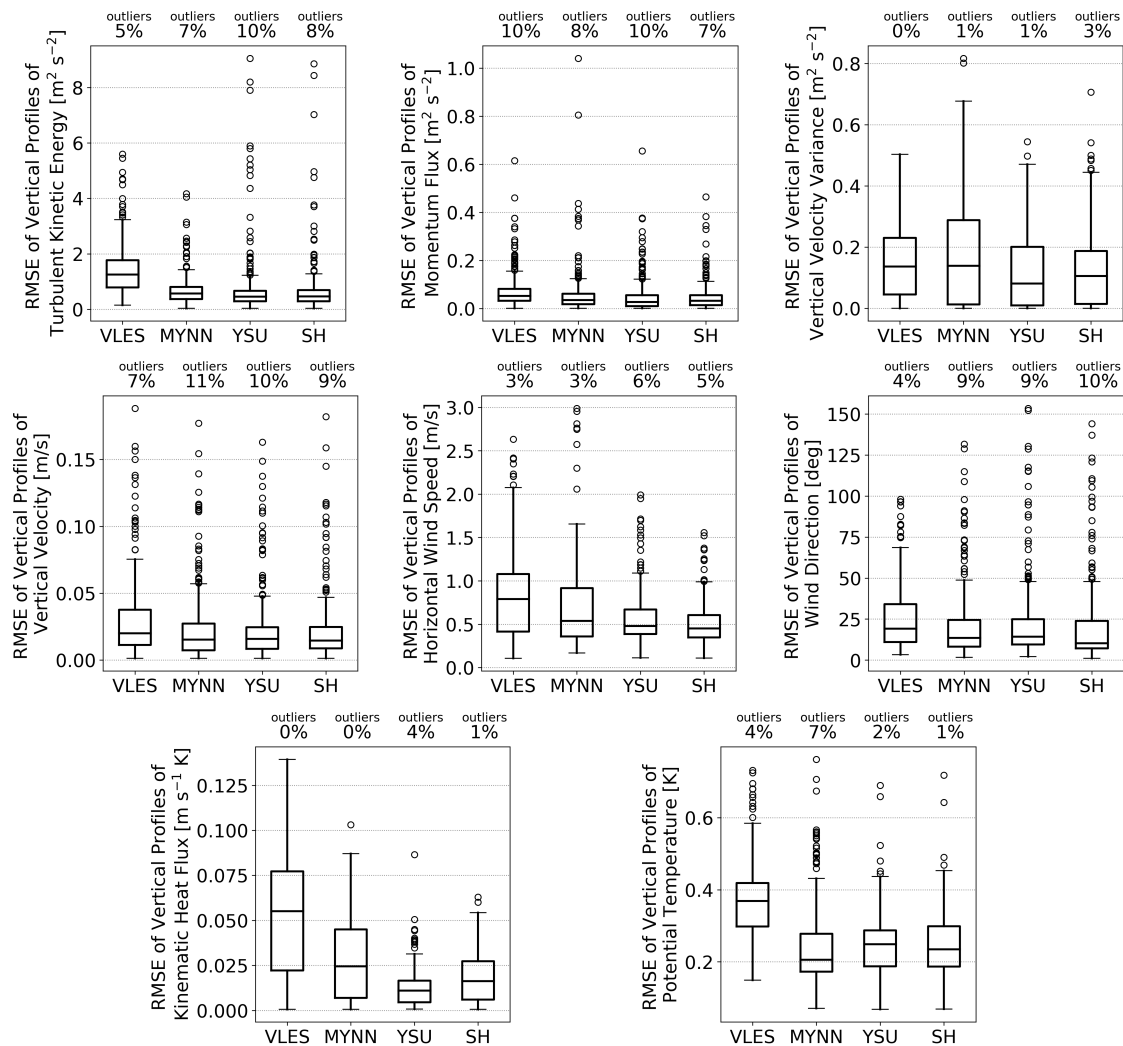 outliers outliers outliers outliers
5% 7% 10% 8%
RMSE of Vertical Profiles of
Turbulent Kinetic Energy [m² s⁻²]
8
6
4
2
0
VLES MYNN YSU SH
outliers outliers outliers outliers
10% 8% 10% 7%
RMSE of Vertical Profiles of
Momentum Flux [m² s⁻²]
1.0
0.8
0.6
0.4
0.2
0.0
VLES MYNN YSU SH
outliers outliers outliers outliers
0% 1% 1% 3%
RMSE of Vertical Profiles of
Vertical Velocity Variance [m² s⁻²]
0.8
0.6
0.4
0.2
0.0
VLES MYNN YSU SH
outliers outliers outliers outliers
7% 11% 10% 9%
RMSE of Vertical Profiles of
Vertical Velocity [m/s]
0.15
0.10
0.05
0.00
VLES MYNN YSU SH
outliers outliers outliers outliers
3% 3% 6% 5%
RMSE of Vertical Profiles of
Horizontal Wind Speed [m/s]
3.0
2.5
2.0
1.5
1.0
0.5
0.0
VLES MYNN YSU SH
outliers outliers outliers outliers
4% 9% 9% 10%
RMSE of Vertical Profiles of
Wind Direction [deg]
150
125
100
75
50
25
0
VLES MYNN YSU SH
outliers outliers outliers outliers
0% 0% 4% 1%
RMSE of Vertical Profiles of
Kinematic Heat Flux [m s⁻¹ K]
0.125
0.100
0.075
0.050
0.025
0.000
VLES MYNN YSU SH
outliers outliers outliers outliers
4% 7% 2% 1%
RMSE of Vertical Profiles of
Potential Temperature [K]
0.6
0.4
0.2
VLES MYNN YSU SH